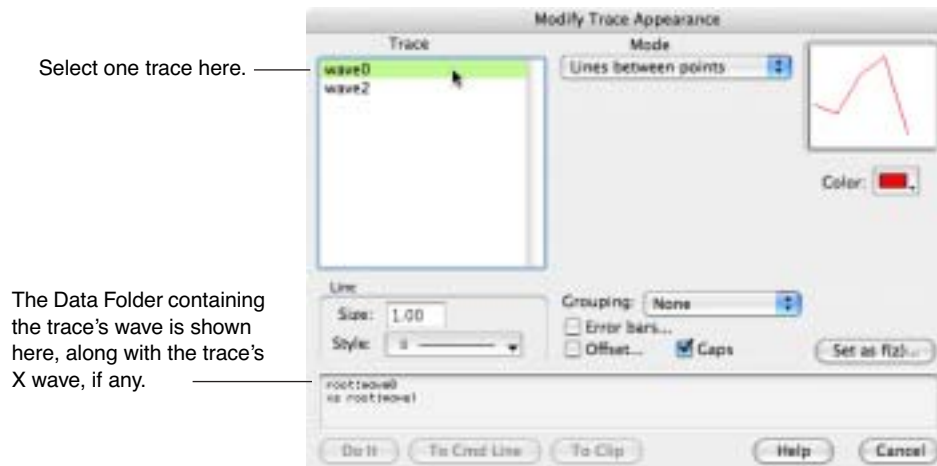 Modify Trace Appearance
Trace
Mode
Select one trace here.
wave0
wave2
Lines between points
Color:
The Data Folder containing
the trace's wave is shown
here, along with the trace's
X wave, if any.
Line
Size: 1.00
Style:
Grouping: None
Error bars...
Offset...
Caps
Set as f(z)...
root:wave0
vs root:wave1
Do It
To Cmd Line
To Clip
Help
Cancel